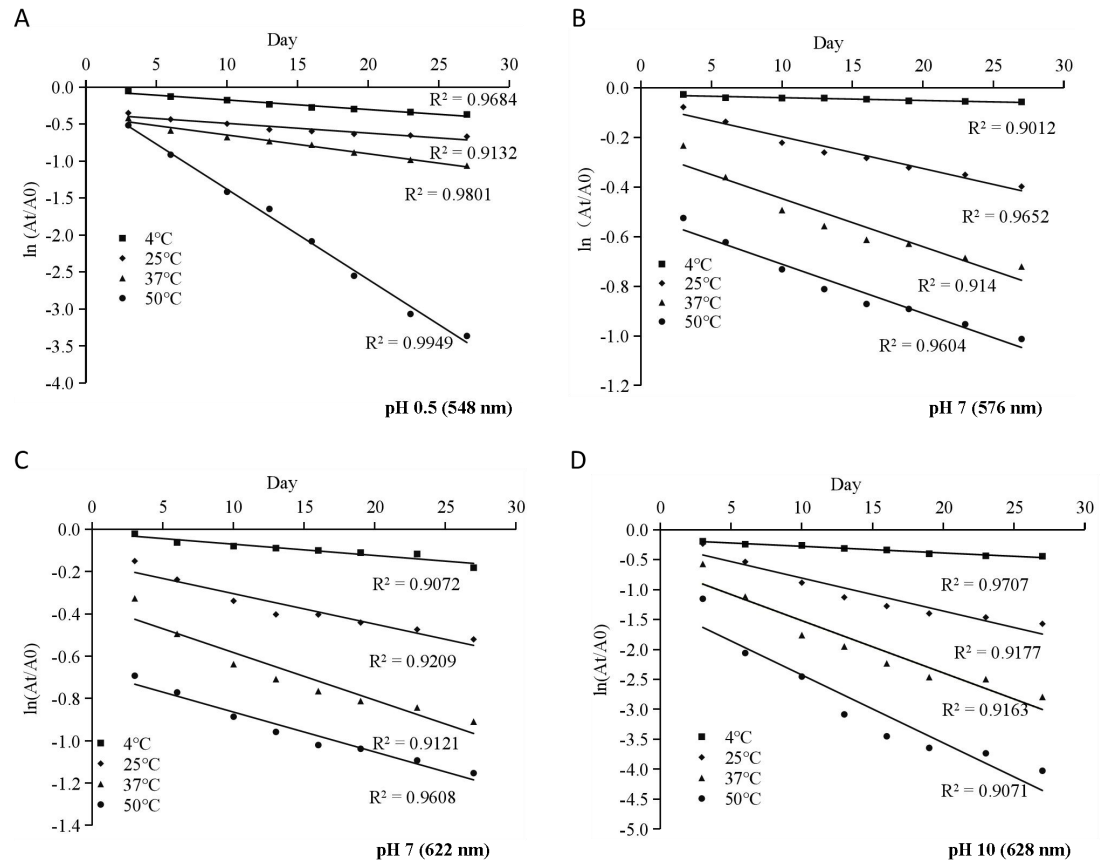 A
Day
0 5 10 15 20 25 30
0.0
-0.5
-1.0
-1.5
-2.0
-2.5
-3.0
-3.5
-4.0
ln (At/A0)
R² = 0.9684
R² = 0.9132
R² = 0.9801
R² = 0.9949
4°C
25°C
37°C
50°C
pH 0.5 (548 nm)
B
Day
0 5 10 15 20 25 30
0.0
-0.2
-0.4
-0.6
-0.8
-1.0
-1.2
ln（At/A0)
R² = 0.9012
R² = 0.9652
R² = 0.914
R² = 0.9604
4°C
25°C
37°C
50°C
pH 7 (576 nm)
C
Day
0 5 10 15 20 25 30
0.0
-0.2
-0.4
-0.6
-0.8
-1.0
-1.2
-1.4
ln(At/A0)
R² = 0.9072
R² = 0.9209
R² = 0.9121
R² = 0.9608
4°C
25°C
37°C
50°C
pH 7 (622 nm)
D
Day
0 5 10 15 20 25 30
0.0
-0.5
-1.0
-1.5
-2.0
-2.5
-3.0
-3.5
-4.0
-4.5
-5.0
ln(At/A0)
R² = 0.9707
R² = 0.9177
R² = 0.9163
R² = 0.9071
4°C
25°C
37°C
50°C
pH 10 (628 nm)